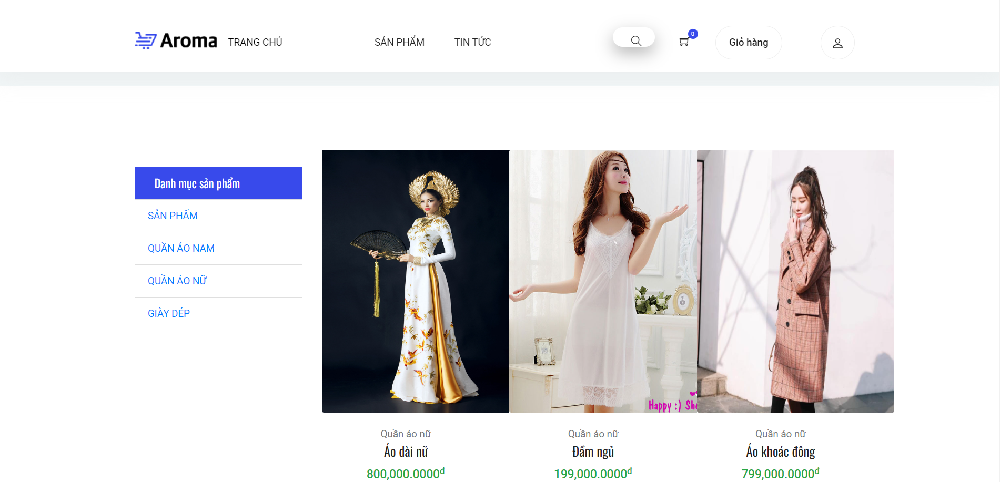 Aroma
TRANG CHỦ
SẢN PHẨM
TIN TỨC
0
Giỏ hàng
Danh mục sản phẩm
SẢN PHẨM
QUẦN ÁO NAM
QUẦN ÁO NỮ
GIÀY DÉP
Happy :) Sho
Quần áo nữ
Áo dài nữ
800,000.0000đ
Quần áo nữ
Đầm ngủ
199,000.0000đ
Quần áo nữ
Áo khoác đông
799,000.0000đ